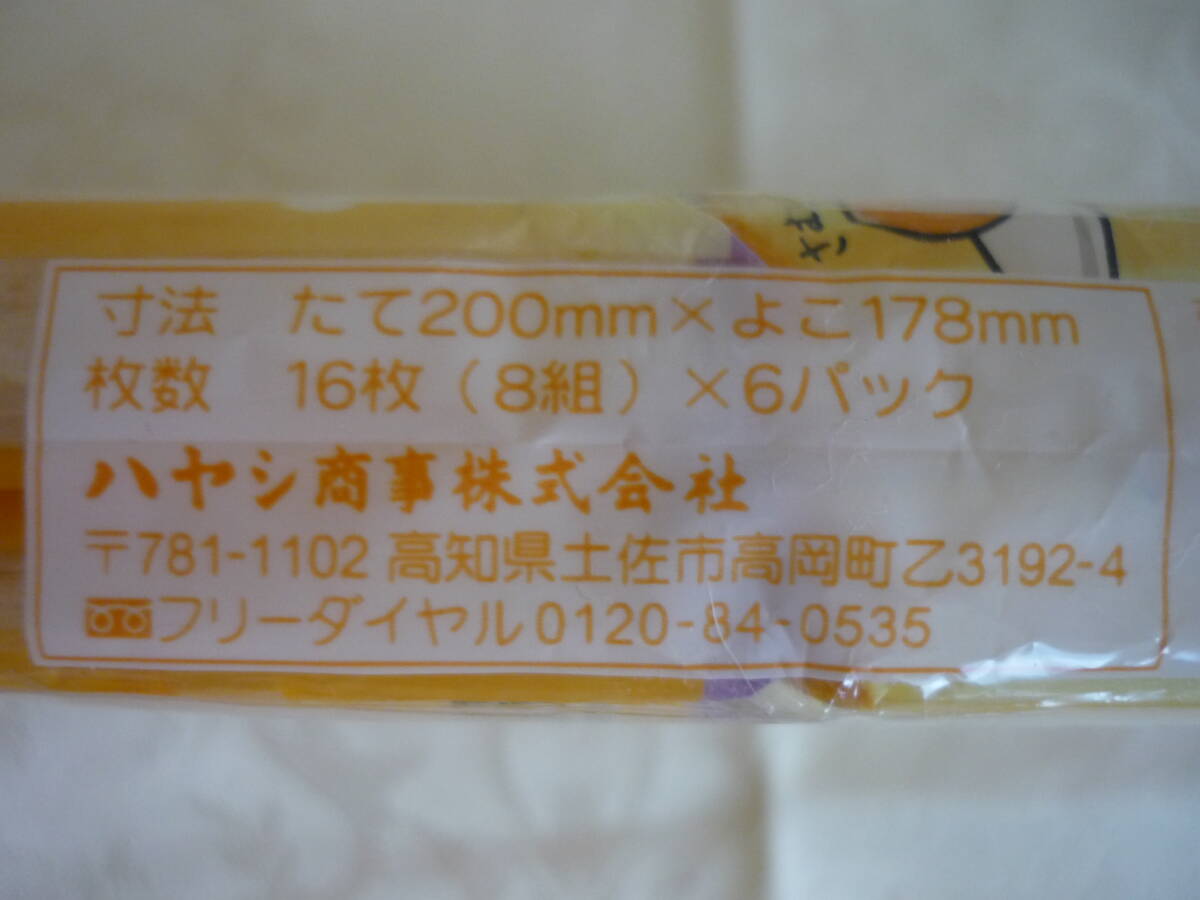 寸法 たて200mm×よこ178mm
枚数 16枚(8組)×6パック
ハヤシ商事株式会社
〒781-1102 高知県土佐市高岡町乙3192-4
フリーダイヤル0120-84-0535